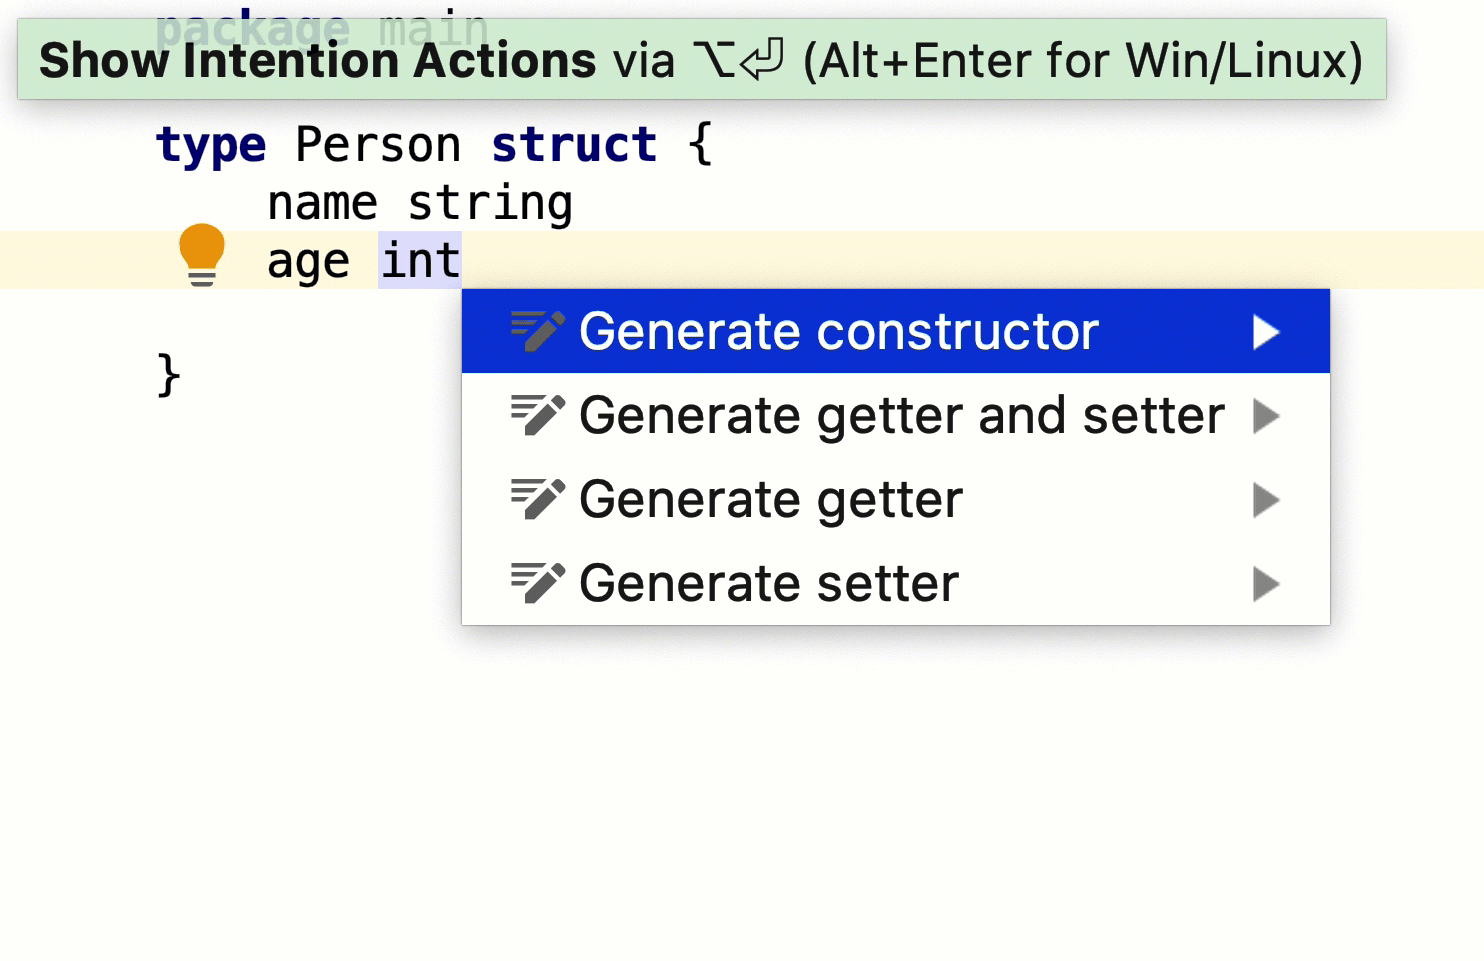 package main
Show Intention Actions via ⌥⏎ (Alt+Enter for Win/Linux)
type Person struct {
name string
age int
Generate constructor
}
Generate getter and setter
Generate getter
Generate setter